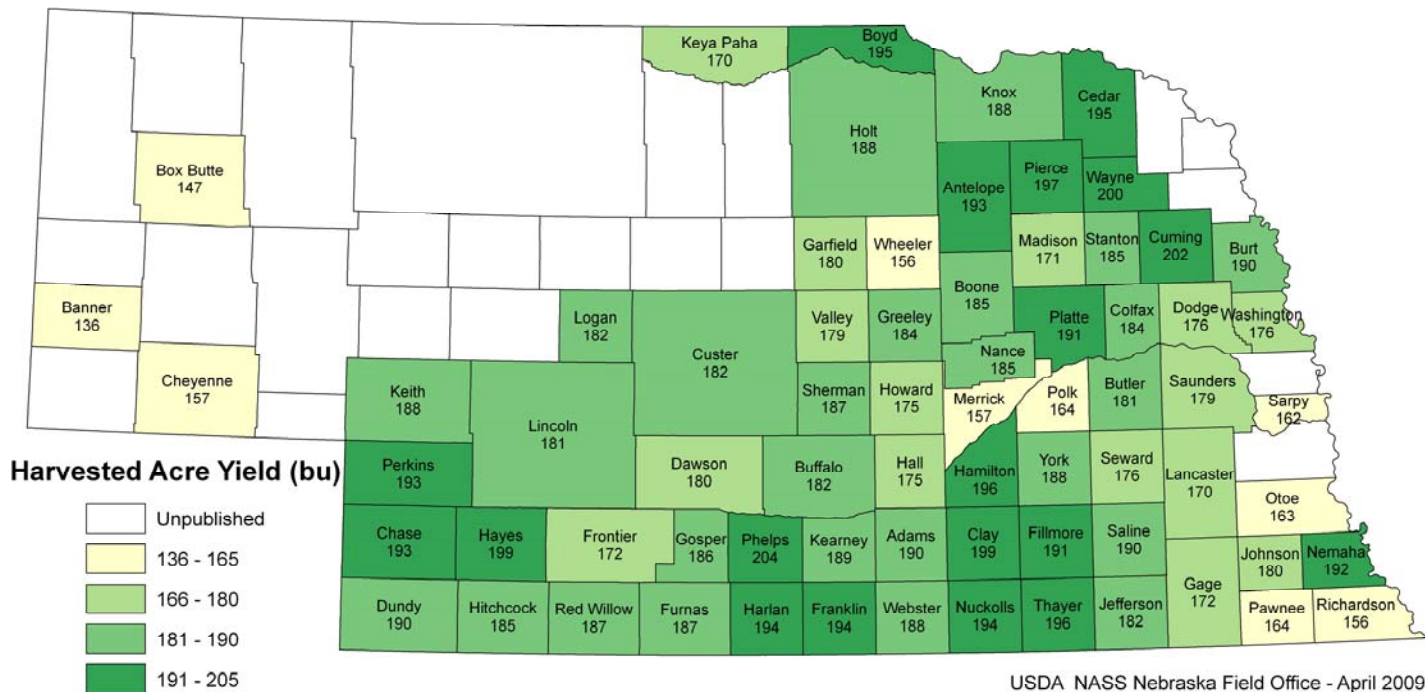 Keya Paha
170
Boyd
195
Knox
188
Cedar
195
Holt
188
Box Butte
147
Antelope
193
Pierce
197
Wayne
200
Garfield
180
Wheeler
156
Madison
171
Stanton
185
Cuming
202
Burt
190
Banner
136
Logan
182
Custer
182
Valley
179
Greeley
184
Boone
185
Platte
191
Colfax
184
Dodge
176
Washington
176
Cheyenne
157
Keith
188
Lincoln
181
Sherman
187
Howard
175
Nance
185
Merrick
157
Polk
164
Butler
181
Saunders
179
Sarpy
162
Perkins
193
Dawson
180
Buffalo
182
Hall
175
Hamilton
196
York
188
Seward
176
Lancaster
170
Otoe
163
Chase
193
Hayes
199
Frontier
172
Gosper
186
Phelps
204
Kearney
189
Adams
190
Clay
199
Fillmore
191
Saline
190
Gage
172
Johnson
180
Nemaha
192
Dundy
190
Hitchcock
185
Red Willow
187
Furnas
187
Harlan
194
Franklin
194
Webster
188
Nuckolls
194
Thayer
196
Jefferson
182
Pawnee
164
Richardson
156
Harvested Acre Yield (bu)
Unpublished
136 - 165
166 - 180
181 - 190
191 - 205
USDA NASS Nebraska Field Office - April 2009